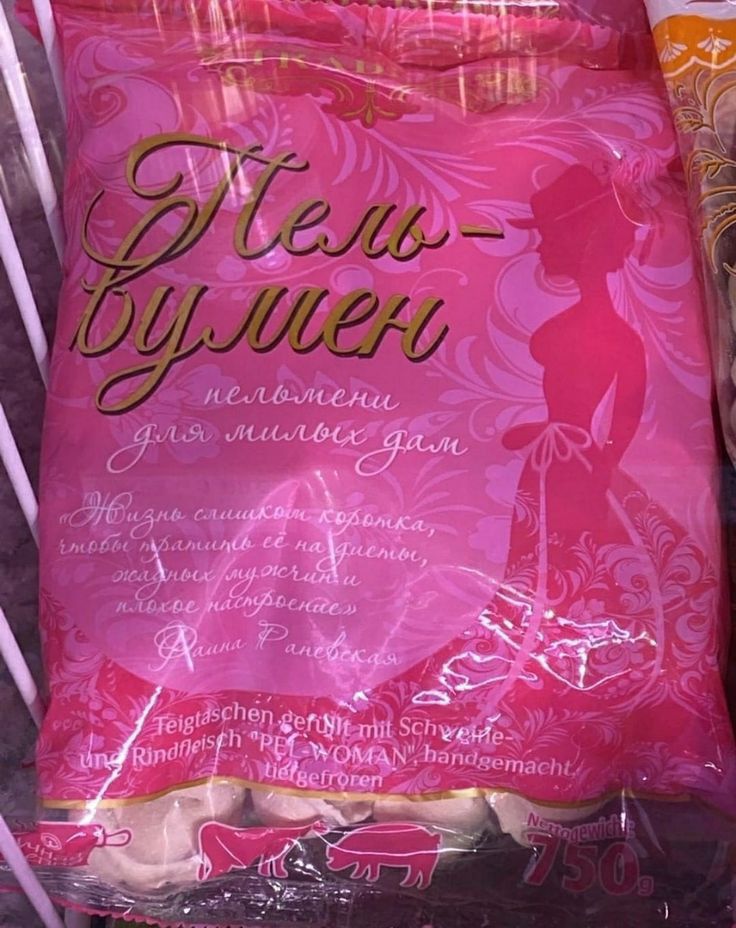 Пель-
вумен
пельмени
для милых дам
«Жизнь слишком коротка,
чтобы тратить её на диеты,
жадных мужчин и
плохое настроение»
Фаина Раневская
Teigtaschen gefüllt mit Schweine-
und Rindfleisch "PEL-WOMAN", handgemacht,
tiefgefroren
Nettogewicht:
750g